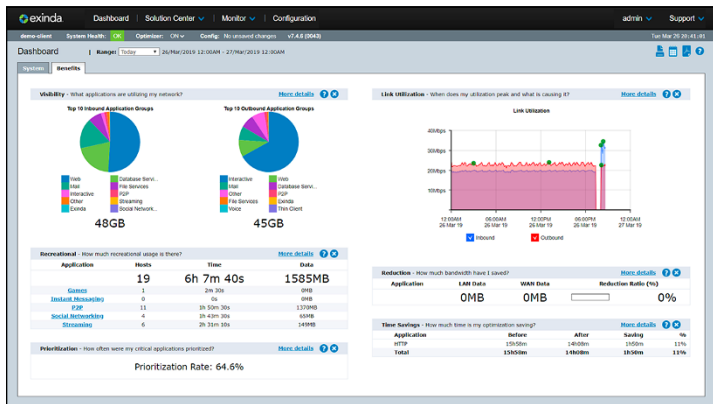 exinda Dashboard Solution Center Monitor Configuration admin Support
demo-client System Health: OK Optimizer: ON Config: No unsaved changes v7.4.8 (0043) Tue Mar 26 20:41:01
Dashboard | Range: Today 26/Mar/2019 12:00AM - 27/Mar/2019 12:00AM
System Benefits
Visibility - What applications are utilizing my network? More details
Top 10 Inbound Application Groups Top 10 Outbound Application Groups
Web Database Servi... Interactive Web
Mail File Services Mail Database Servi...
Interactive P2P Other P2P
Other Streaming File Services Exinda
Exinda Social Network... Voice Thin Client
48GB 45GB
Link Utilization - When does my utilization peak and what is causing it? More details
Link Utilization
40Mbps
30Mbps
20Mbps
10Mbps
12:00AM 06:00AM 12:00PM 06:00PM 12:00AM
26 Mar 19 26 Mar 19 26 Mar 19 26 Mar 19 27 Mar 19
Inbound Outbound
Recreational - How much recreational usage is there? More details
Application Hosts Time Data
19 6h 7m 40s 1585MB
Games 1 2m 30s 0MB
Instant Messaging 0 0s 0MB
P2P 11 1h 50m 30s 1370MB
Social Networking 4 1h 43m 30s 65MB
Streaming 6 2h 31m 10s 149MB
Prioritization - How often were my critical applications prioritized? More details
Prioritization Rate: 64.6%
Reduction - How much bandwidth have I saved? More details
Application LAN Data WAN Data Reduction Ratio (%)
0MB 0MB 0%
Time Savings - How much time is my optimization saving? More details
Application Before After Saving %
HTTP 15h58m 14h08m 1h50m 11%
Total 15h58m 14h08m 1h50m 11%